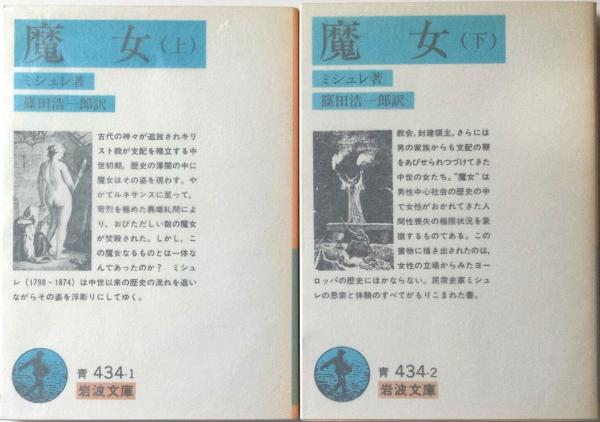 魔女(上)
ミシュレ著
篠田浩一郎訳
古代の神々が追放されキリ
スト教が支配を確立する中
世初期,歴史の薄闇の中に
魔女はその姿を現わす.や
がてルネサンスに至って,
苛烈を極めた異端糺問によ
り,おびただしい数の魔女
が焚殺された.しかし,こ
の魔女なるものとは一体な
んであったのか? ミシュ
レ(1798-1874)は中世以来の歴史の流れを追い
ながらその姿を浮彫りにしてゆく.
青 434-1
岩波文庫
魔女(下)
ミシュレ著
篠田浩一郎訳
教会,封建領主,さらには
男の家族からも支配の鞭
をあびせられつづけてきた
中世の女たち.“魔女”は
男性中心社会の歴史の中
で女性がおかれてきた人
間性喪失の極限状況を象
徴するものである.この
書物に描き出されたのは,
女性の立場からみたヨー
ロッパの歴史にほかならない.民衆史家ミシュ
レの思索と体験のすべてがもりこまれた書.
青 434-2
岩波文庫